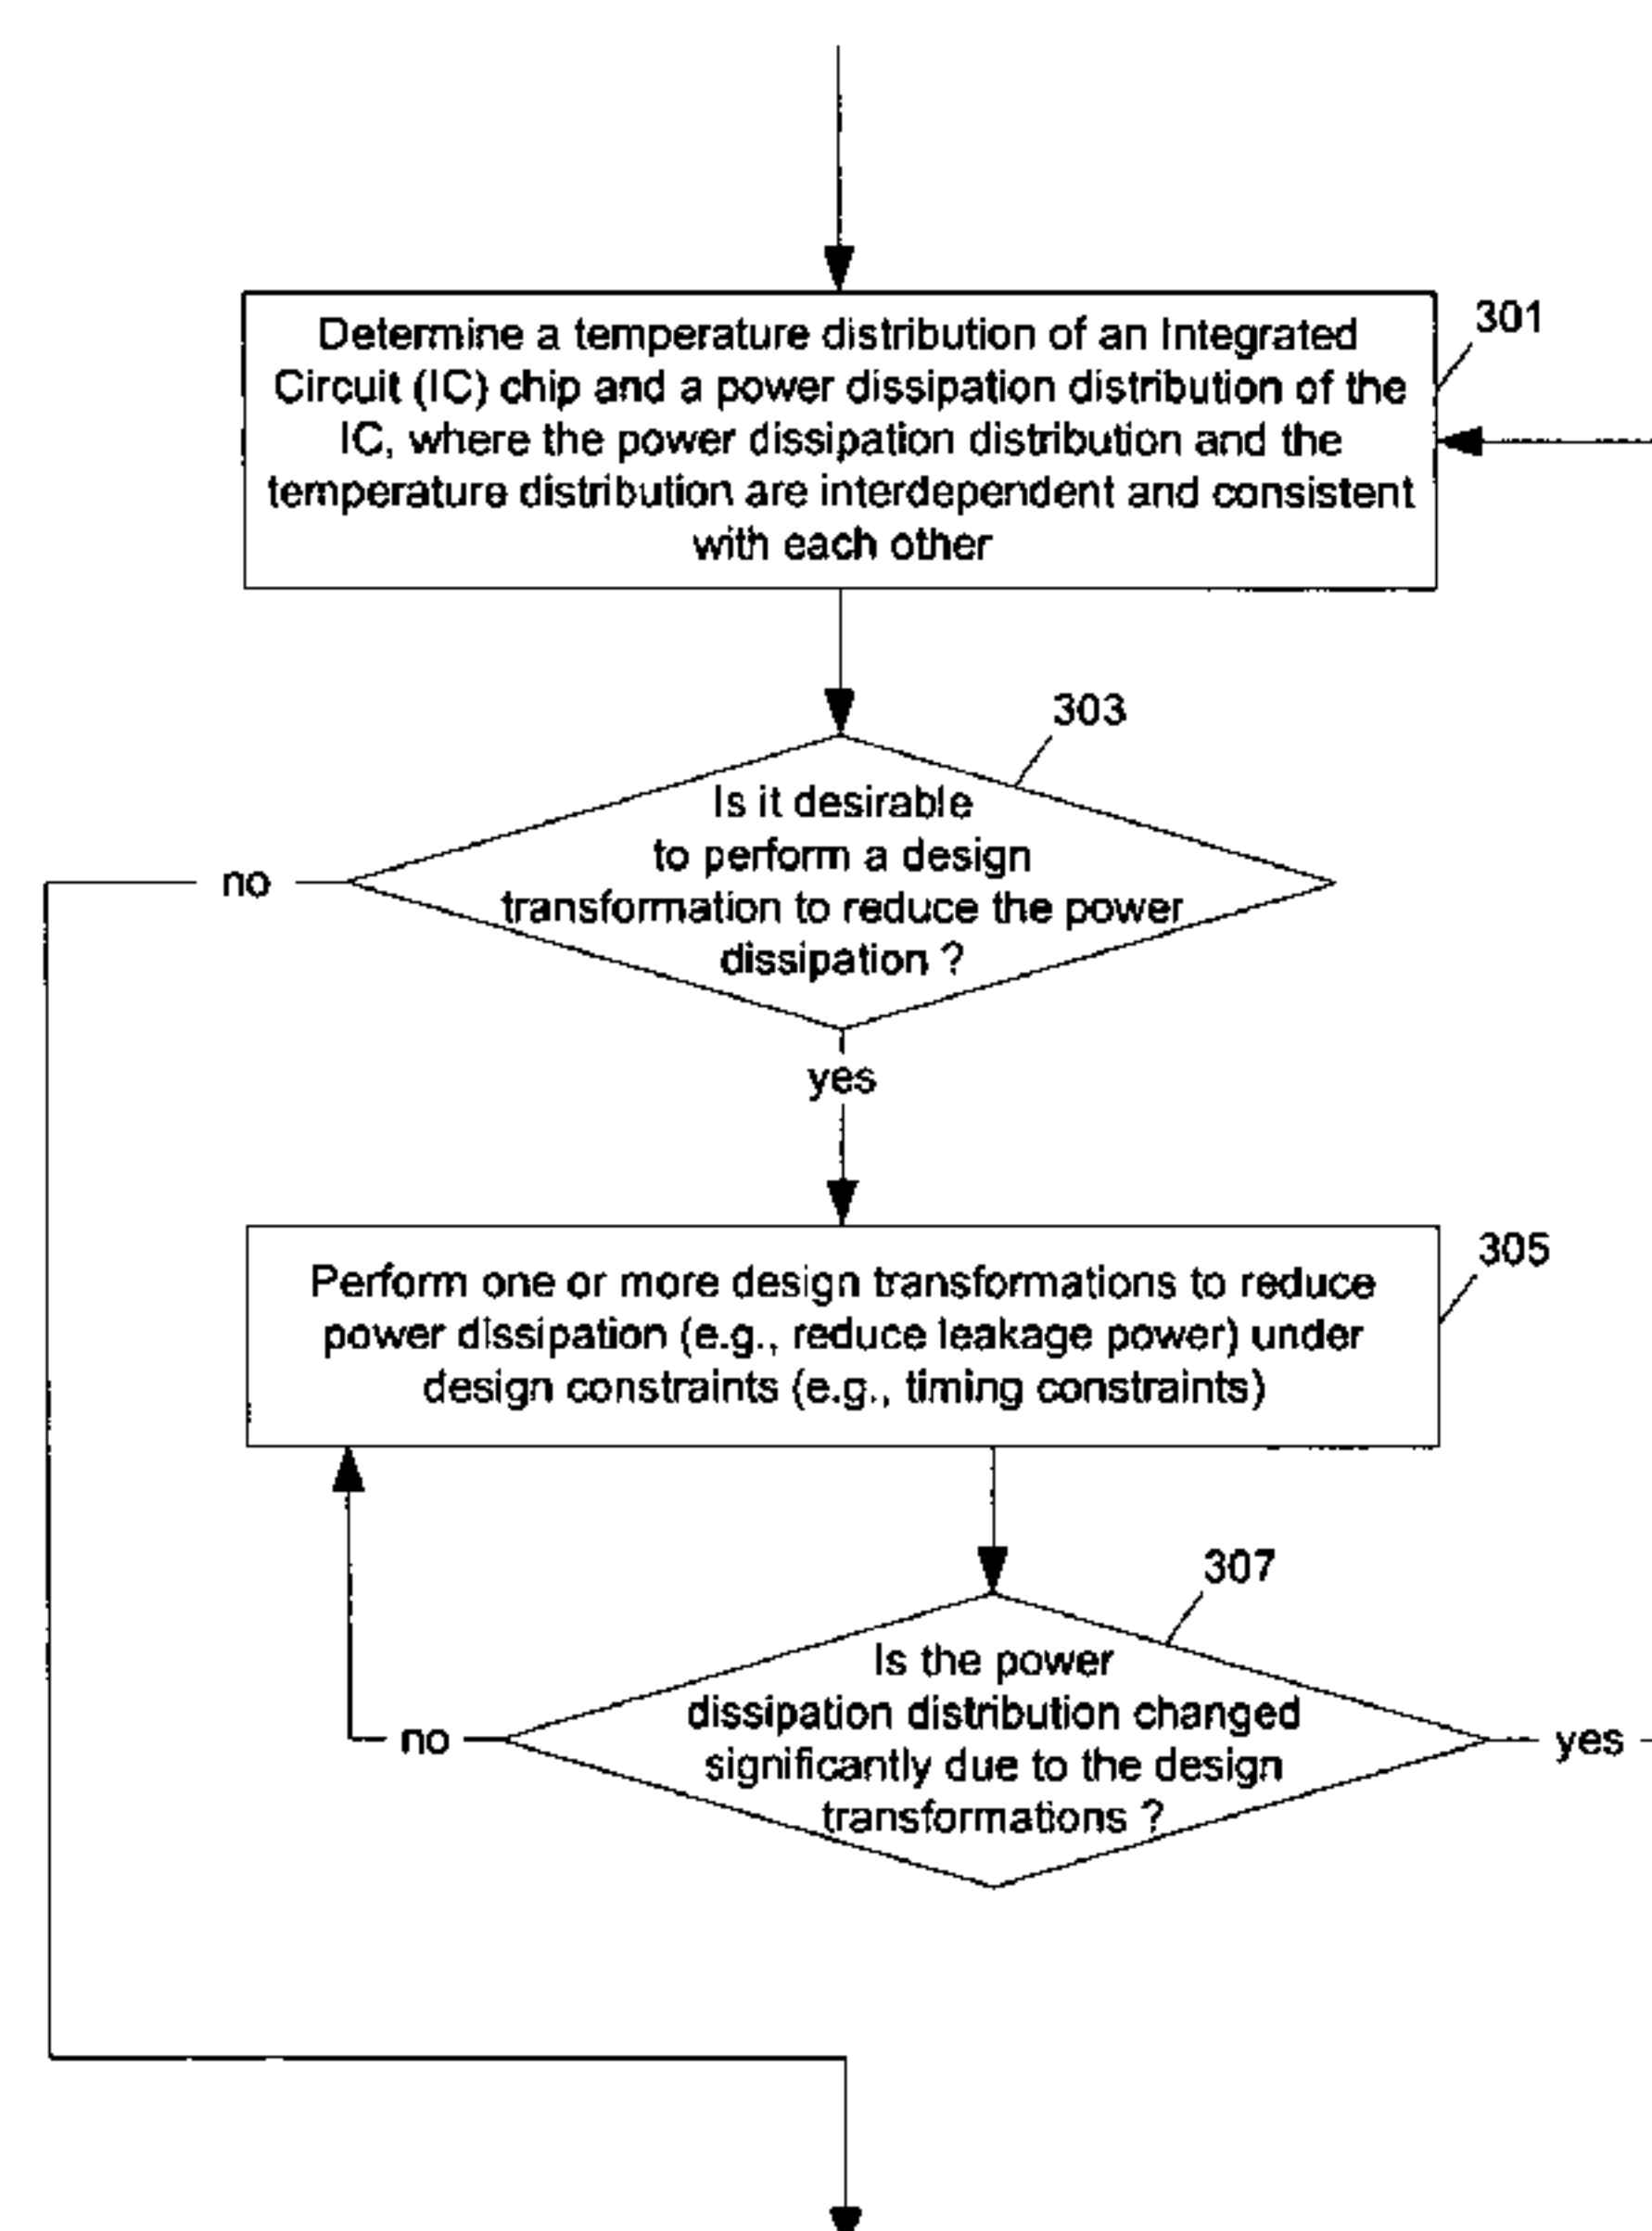 Determine a temperature distribution of an Integrated
Circuit (IC) chip and a power dissipation distribution of the
IC, where the power dissipation distribution and the
temperature distribution are interdependent and consistent
with each other
301
303
Is it desirable
to perform a design
transformation to reduce the power
dissipation ?
no
yes
Perform one or more design transformations to reduce
power dissipation (e.g., reduce leakage power) under
design constraints (e.g., timing constraints)
305
307
Is the power
dissipation distribution changed
significantly due to the design
transformations ?
no
yes